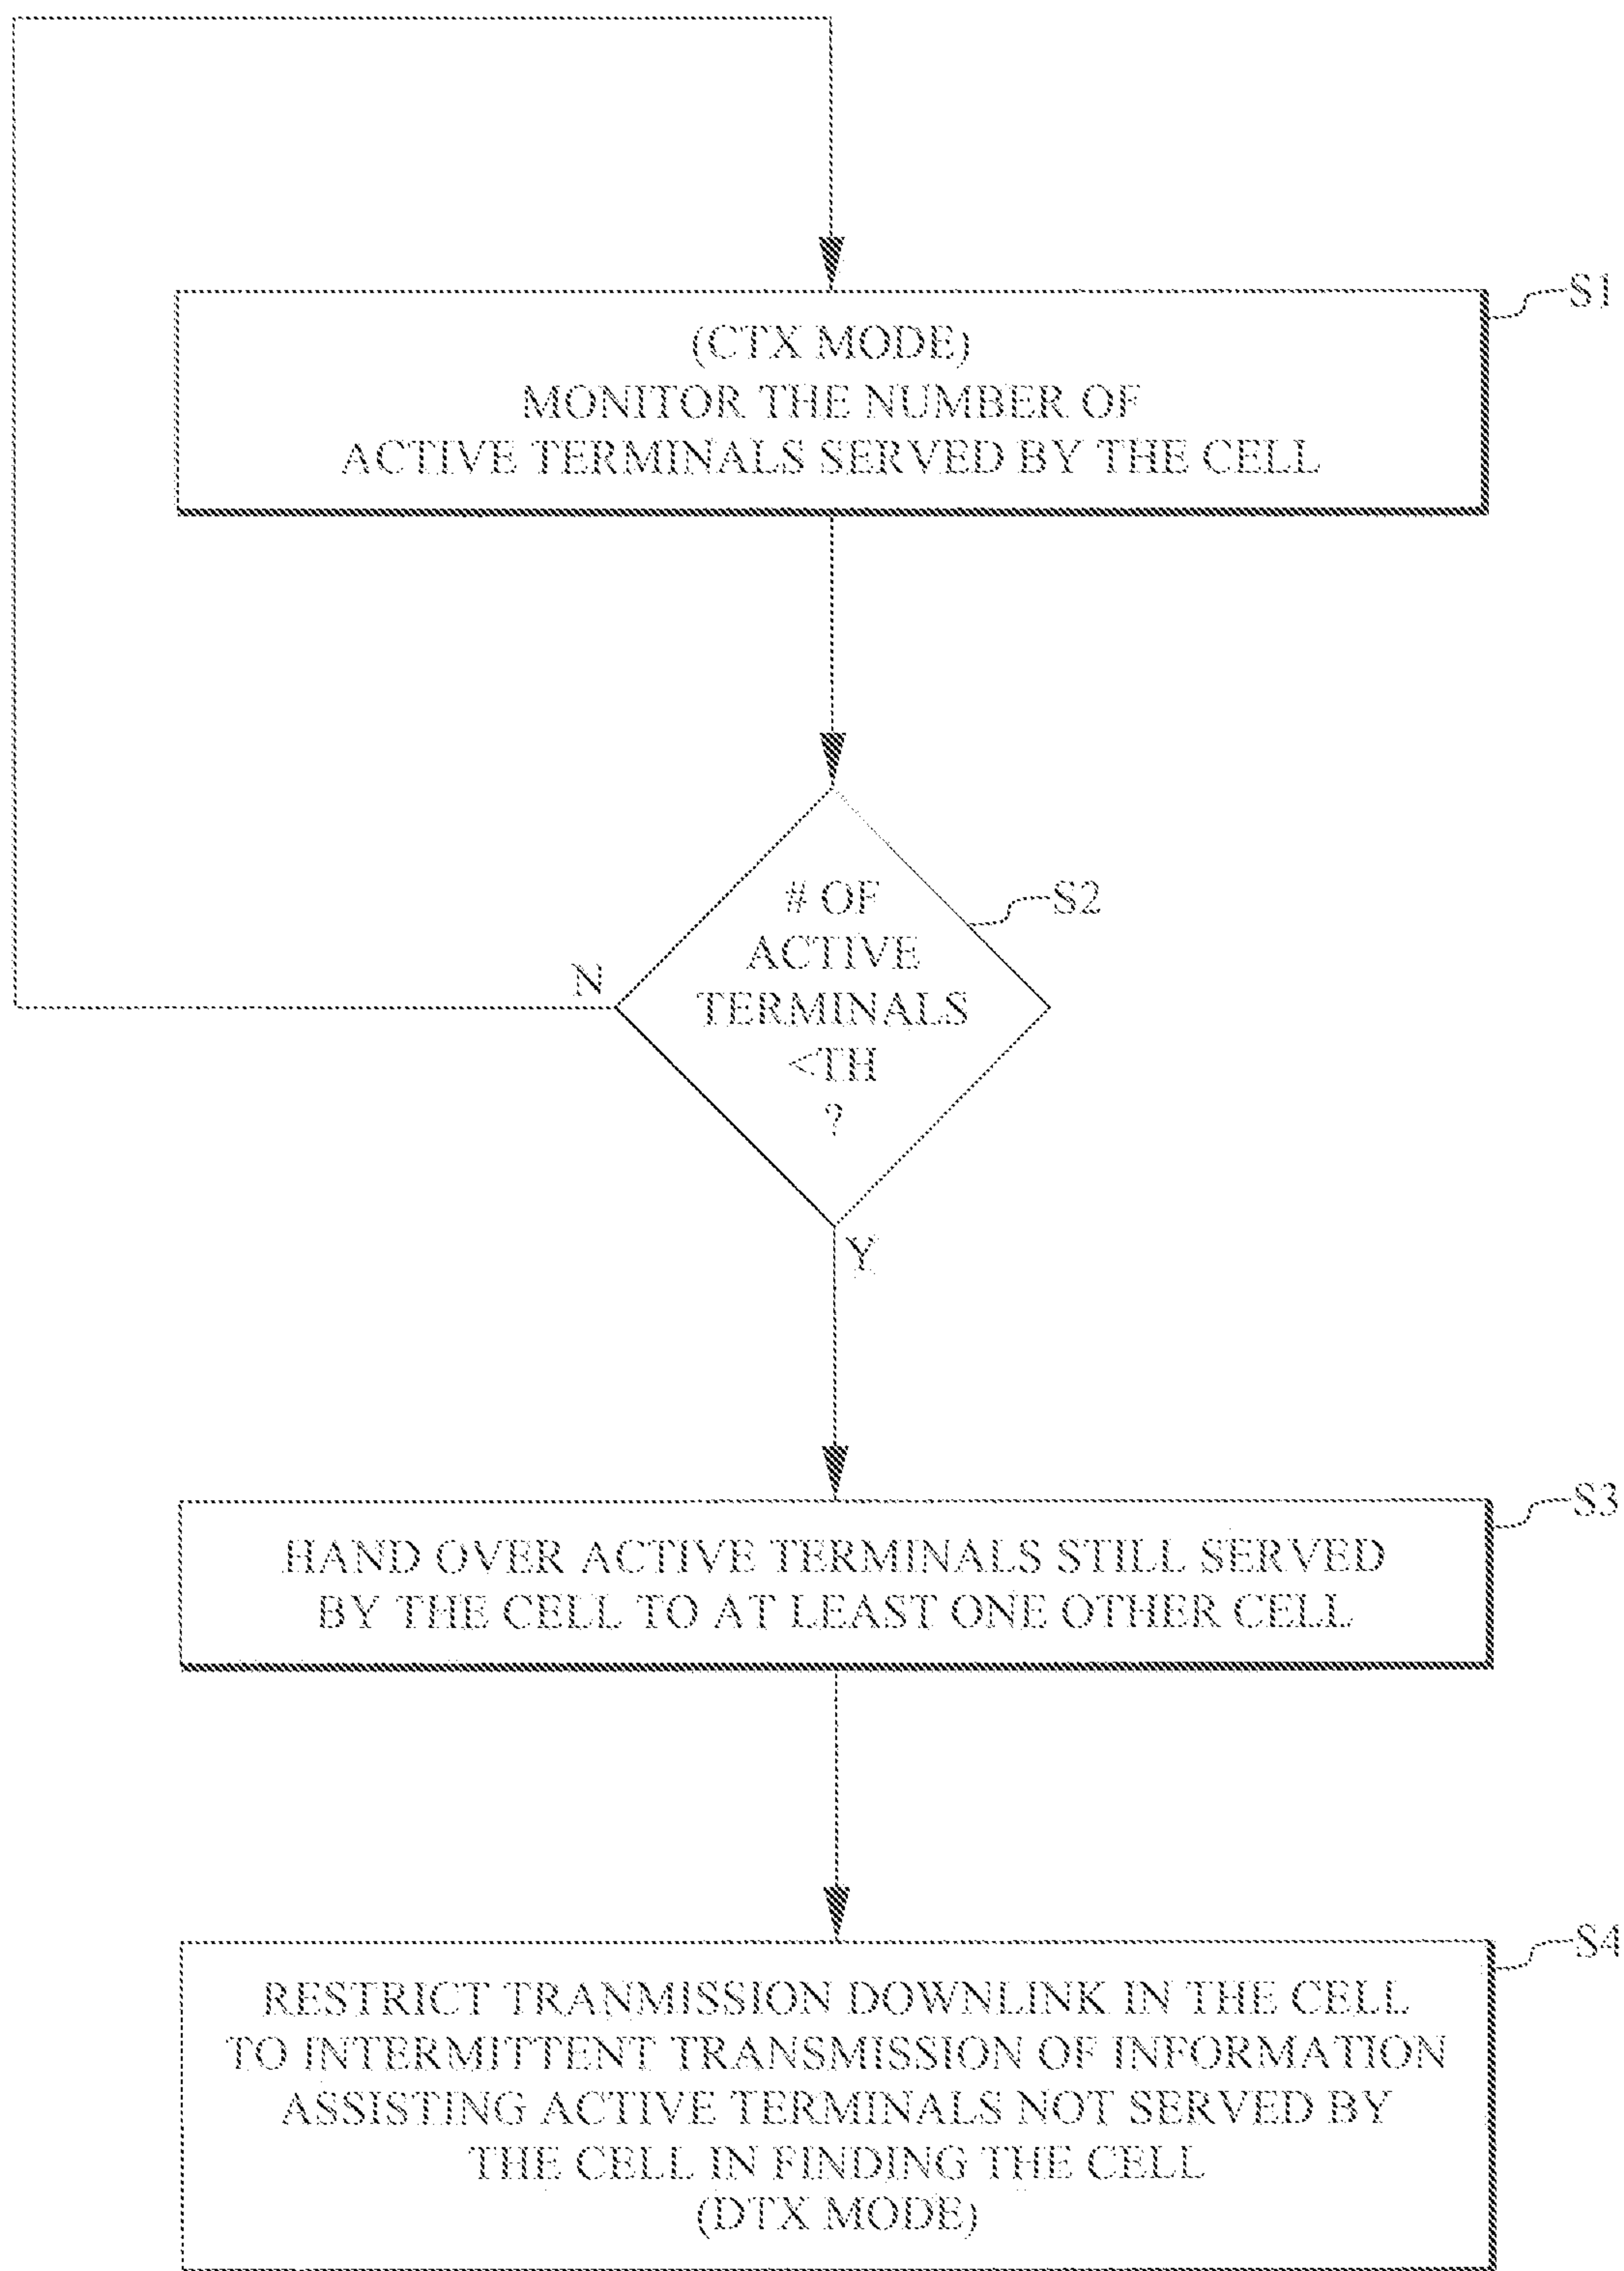 S1
(CTX MODE)
MONITOR THE NUMBER OF
ACTIVE TERMINALS SERVED BY THE CELL
S2
# OF
ACTIVE
TERMINALS
<TH
?
N
Y
S3
HAND OVER ACTIVE TERMINALS STILL SERVED
BY THE CELL TO AT LEAST ONE OTHER CELL
S4
RESTRICT TRANMISSION DOWNLINK IN THE CELL
TO INTERMITTENT TRANSMISSION OF INFORMATION
ASSISTING ACTIVE TERMINALS NOT SERVED BY
THE CELL IN FINDING THE CELL
(DTX MODE)